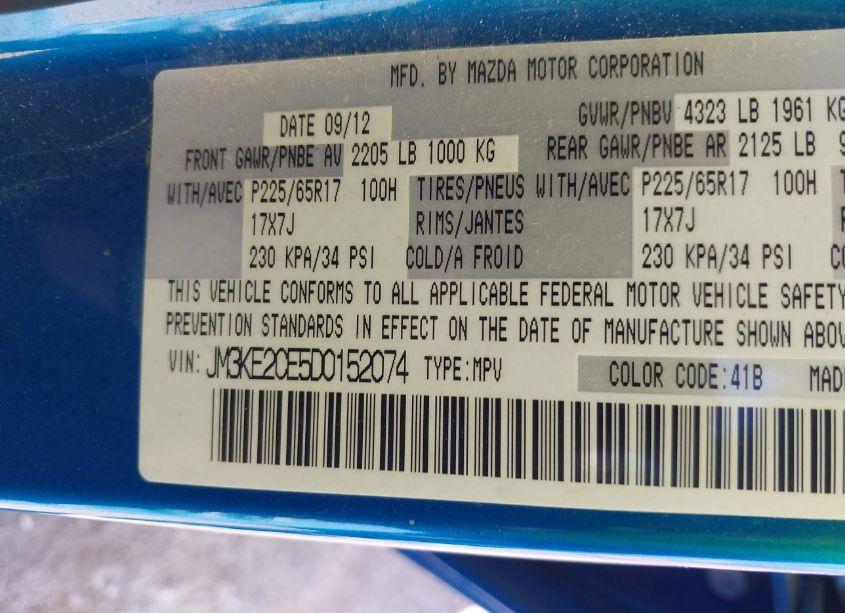 MFD. BY MAZDA MOTOR CORPORATION
DATE 09/12 GVWR/PNBV 4323 LB 1961 KG
FRONT GAWR/PNBE AV 2205 LB 1000 KG REAR GAWR/PNBE AR 2125 LB 9
WITH/AVEC P225/65R17 100H TIRES/PNEUS WITH/AVEC P225/65R17 100H
17X7J RIMS/JANTES 17X7J
230 KPA/34 PSI COLD/A FROID 230 KPA/34 PSI
THIS VEHICLE CONFORMS TO ALL APPLICABLE FEDERAL MOTOR VEHICLE SAFETY
PREVENTION STANDARDS IN EFFECT ON THE DATE OF MANUFACTURE SHOWN ABOV
VIN: JM3KE2CE5D0152074 TYPE:MPV COLOR CODE:41B MADE